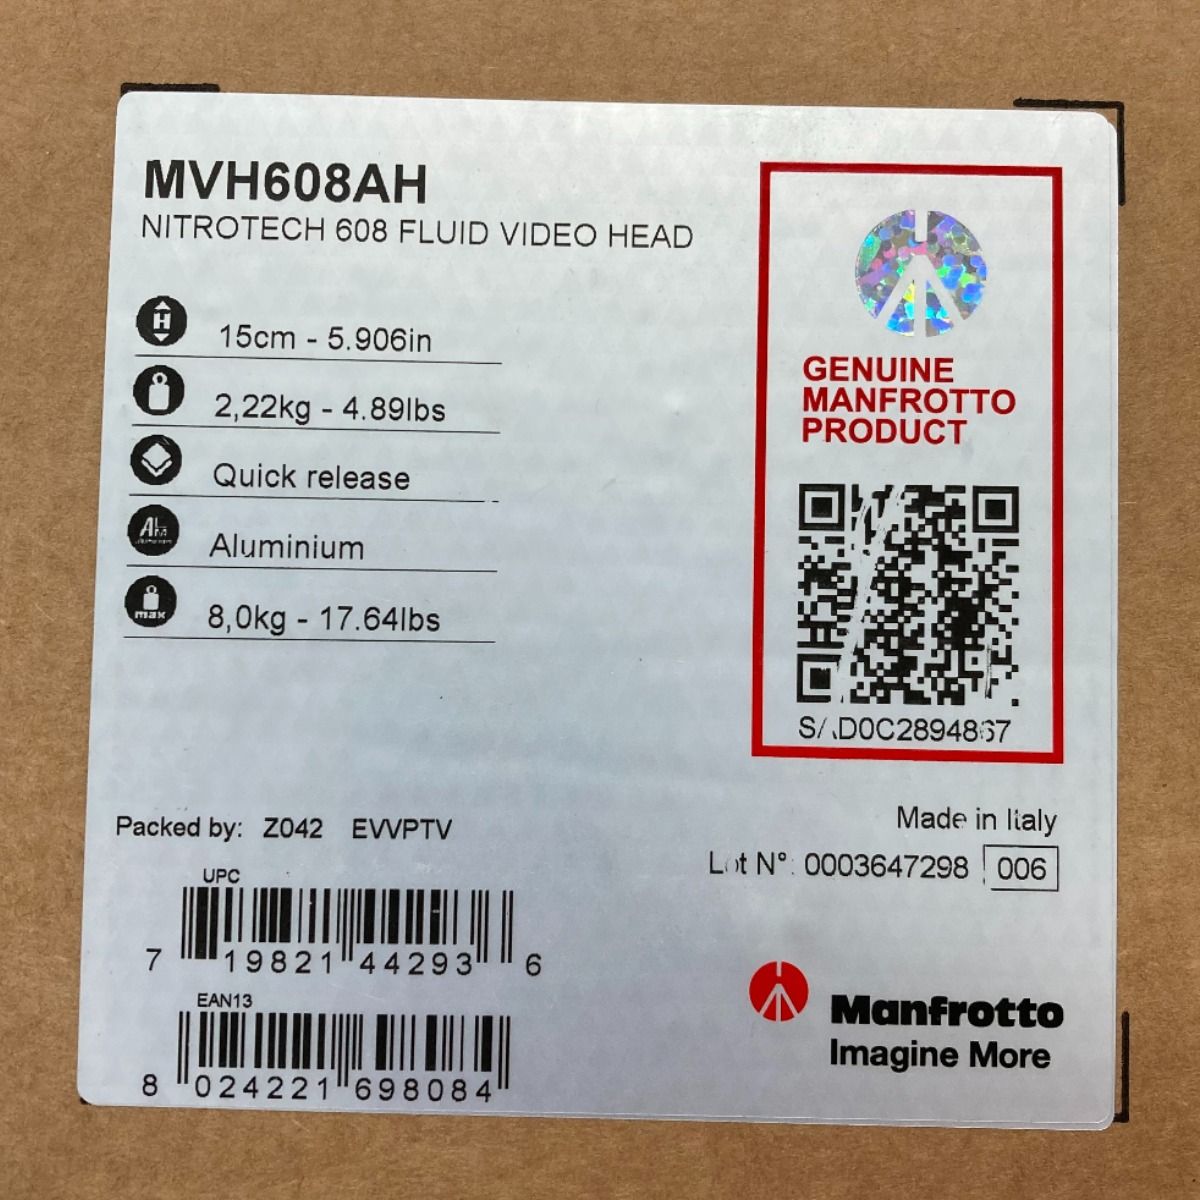 MVH608AH
NITROTECH 608 FLUID VIDEO HEAD
H
15cm - 5.906in
2,22kg - 4.89lbs
Quick release
Aluminium
max
8,0kg - 17.64lbs
GENUINE
MANFROTTO
PRODUCT
Made in Italy
Lot N°: 0003647298 006
Packed by: Z042
UPC
7 19821 44293 6
EAN13
8 024221 698084
Manfrotto
Imagine More